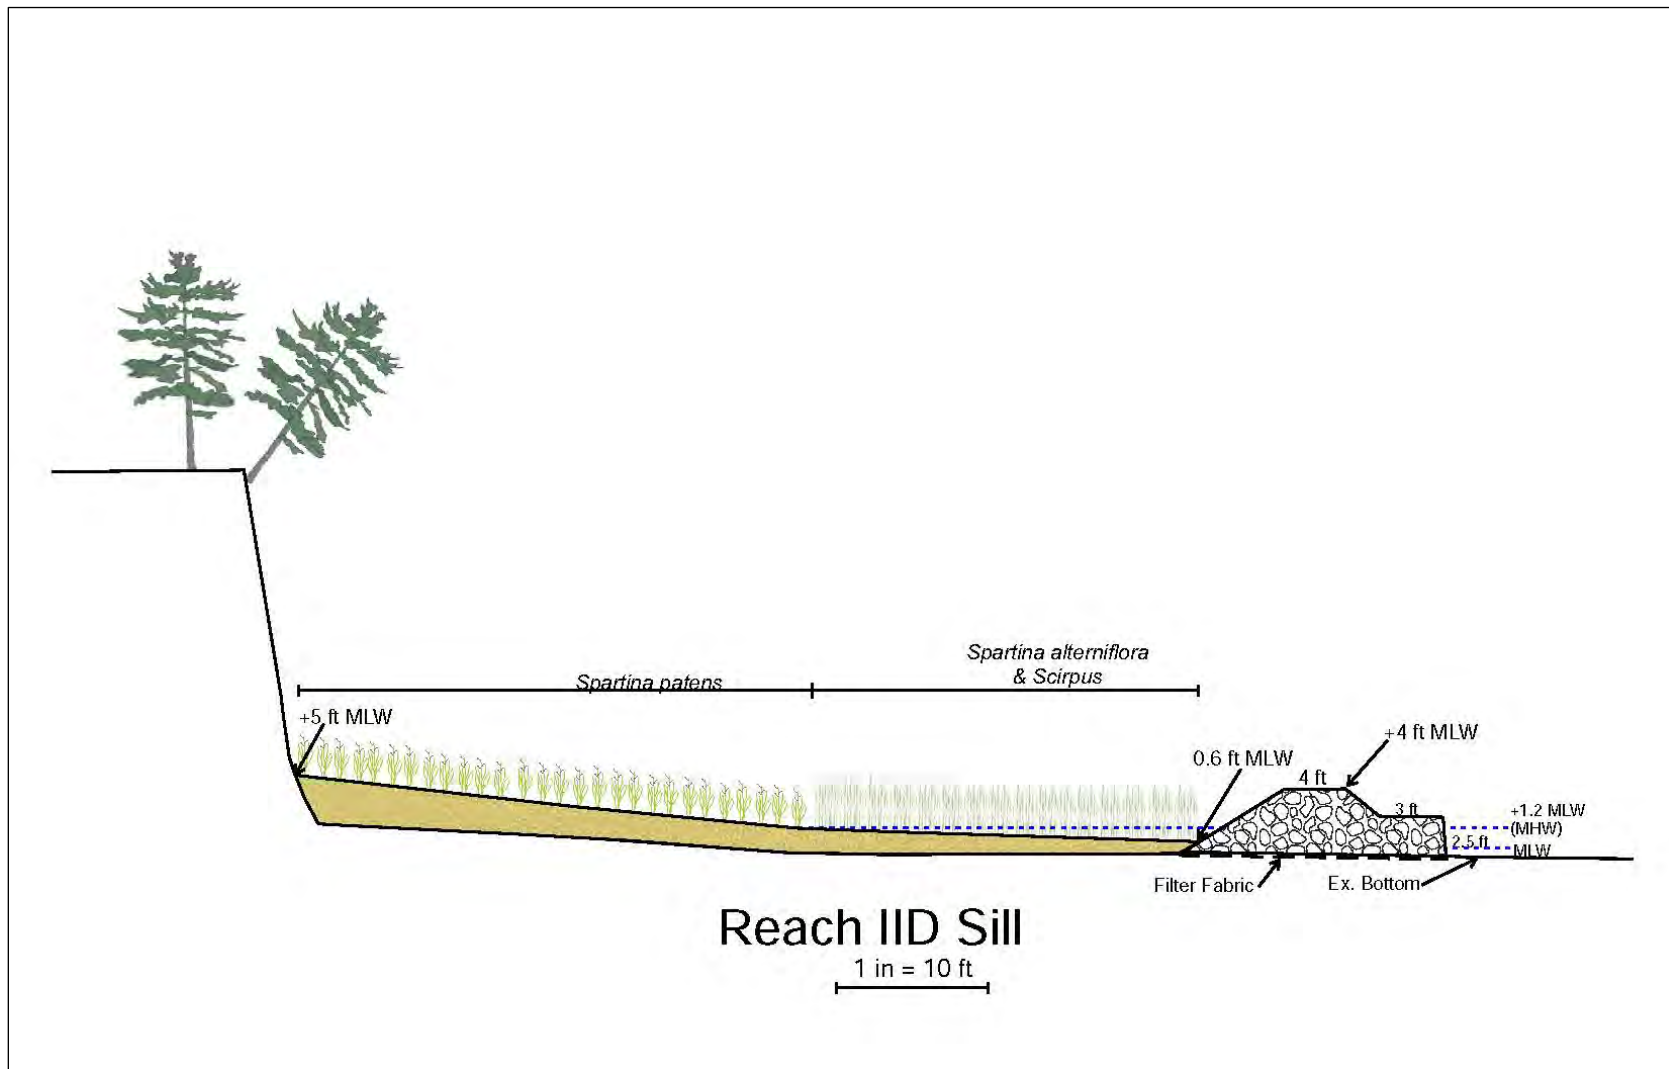 Spartina alterniflora
& Scirpus
Spartina patens
+5 ft MLW
+4 ft MLW
0.6 ft MLW
4 ft
3 ft
+1.2 MLW
(MHW)
2.5 ft
MLW
Filter Fabric
Ex. Bottom
Reach IID Sill
1 in = 10 ft